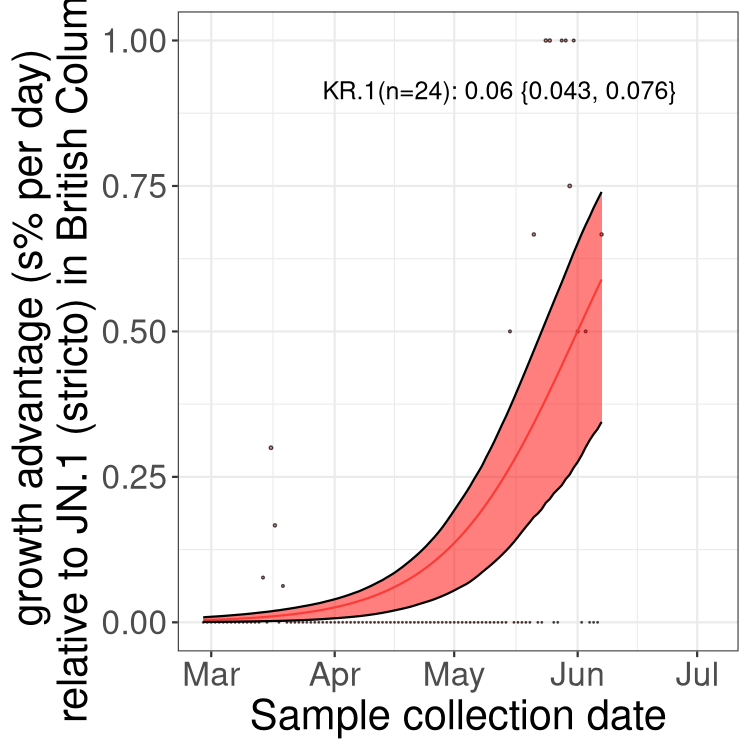 growth advantage (s% per day)
relative to JN.1 (stricto) in British Colum
1.00
0.75
0.50
0.25
0.00
KR.1(n=24): 0.06 {0.043, 0.076}
Mar Apr May Jun Jul
Sample collection date